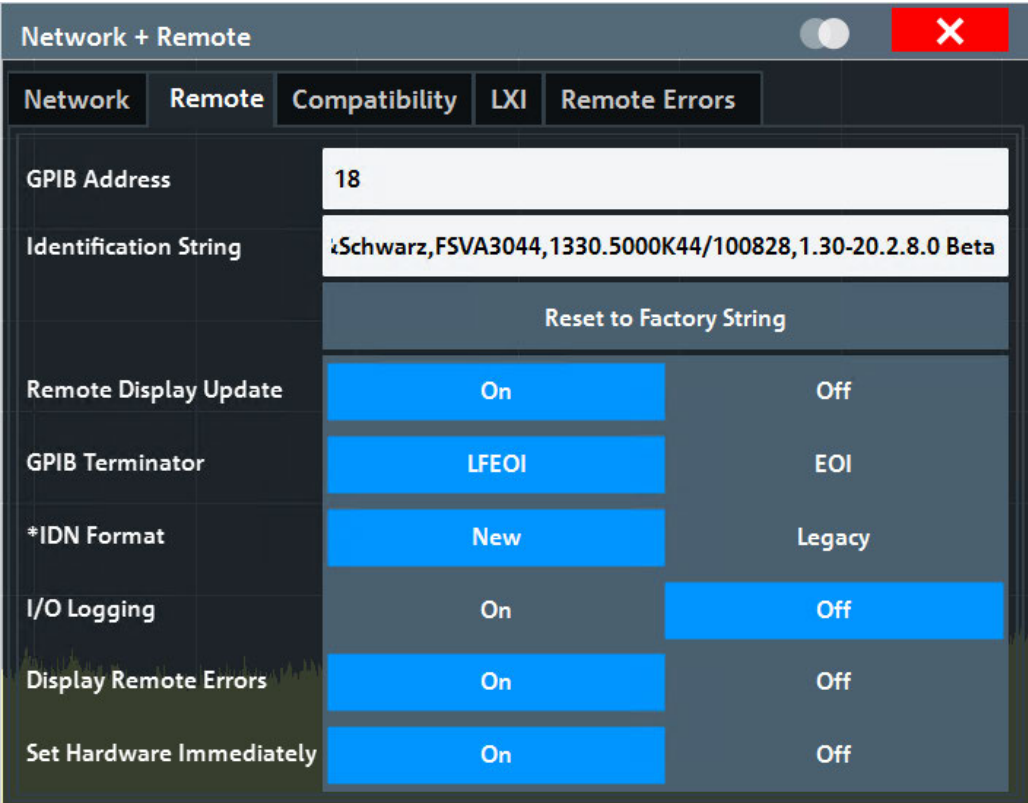 Network + Remote
Network Remote Compatibility LXI Remote Errors
GPIB Address 18
Identification String &Schwarz,FSVA3044,1330.5000K44/100828,1.30-20.2.8.0 Beta
Reset to Factory String
Remote Display Update On Off
GPIB Terminator LFEOI EOI
*IDN Format New Legacy
I/O Logging On Off
Display Remote Errors On Off
Set Hardware Immediately On Off